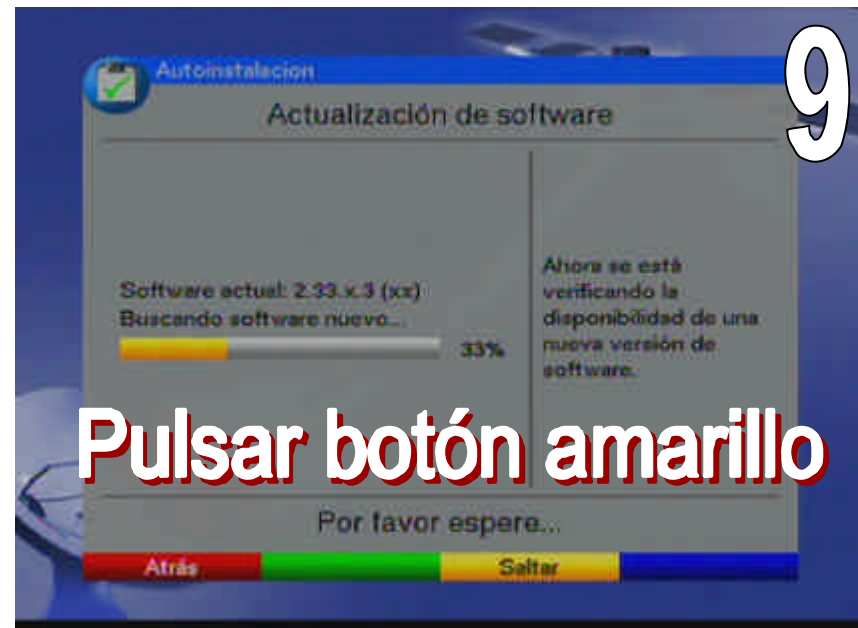 9
Autoinstalacion
Actualización de software
Software actual: 2.33.x.3 (xx)
Buscando software nuevo...
33%
Ahora se está
verificando la
disponibilidad de una
nueva versión de
software.
Pulsar botón amarillo
Por favor espere...
Atrás
Saltar